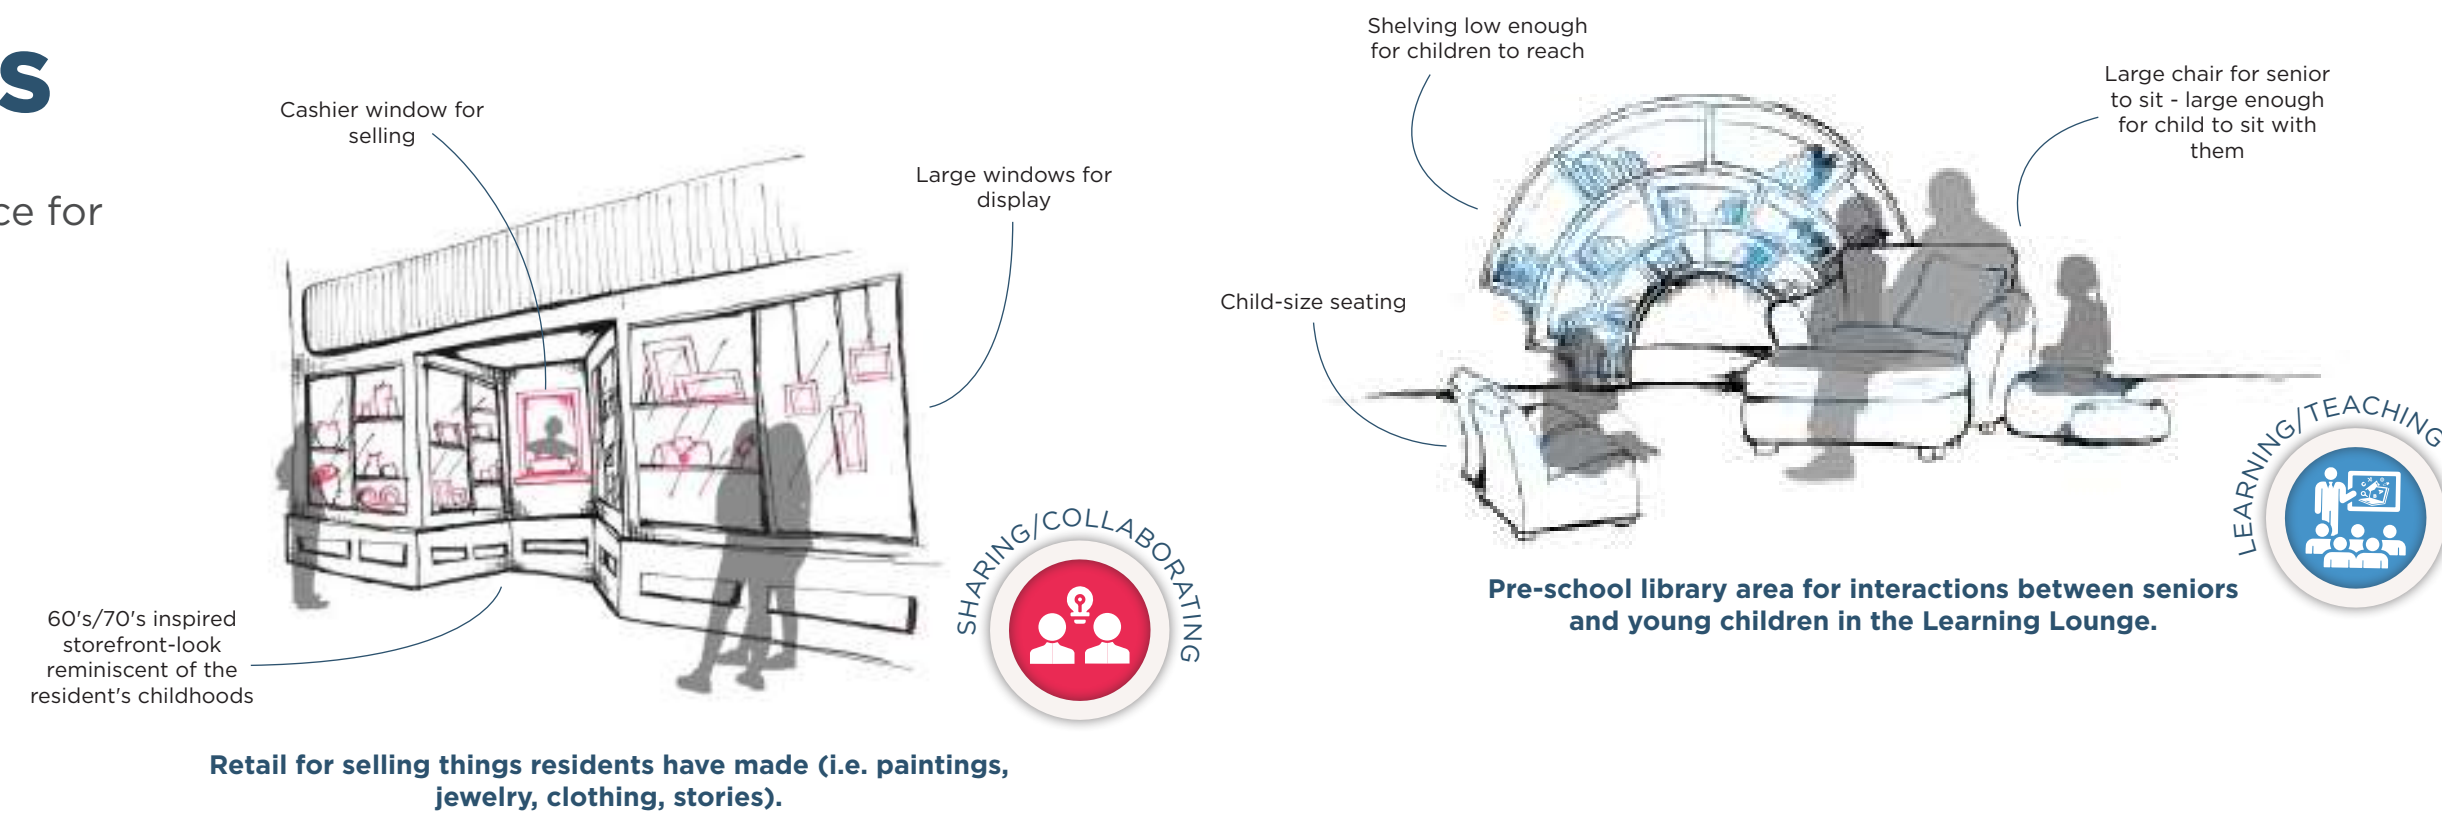 s
ce for
Cashier window for
selling
Large windows for
display
60's/70's inspired
storefront-look
reminiscent of the
resident's childhoods
SHARING/COLLABORATING
Retail for selling things residents have made (i.e. paintings,
jewelry, clothing, stories).
Shelving low enough
for children to reach
Large chair for senior
to sit - large enough
for child to sit with
them
Child-size seating
LEARNING/TEACHING
Pre-school library area for interactions between seniors
and young children in the Learning Lounge.